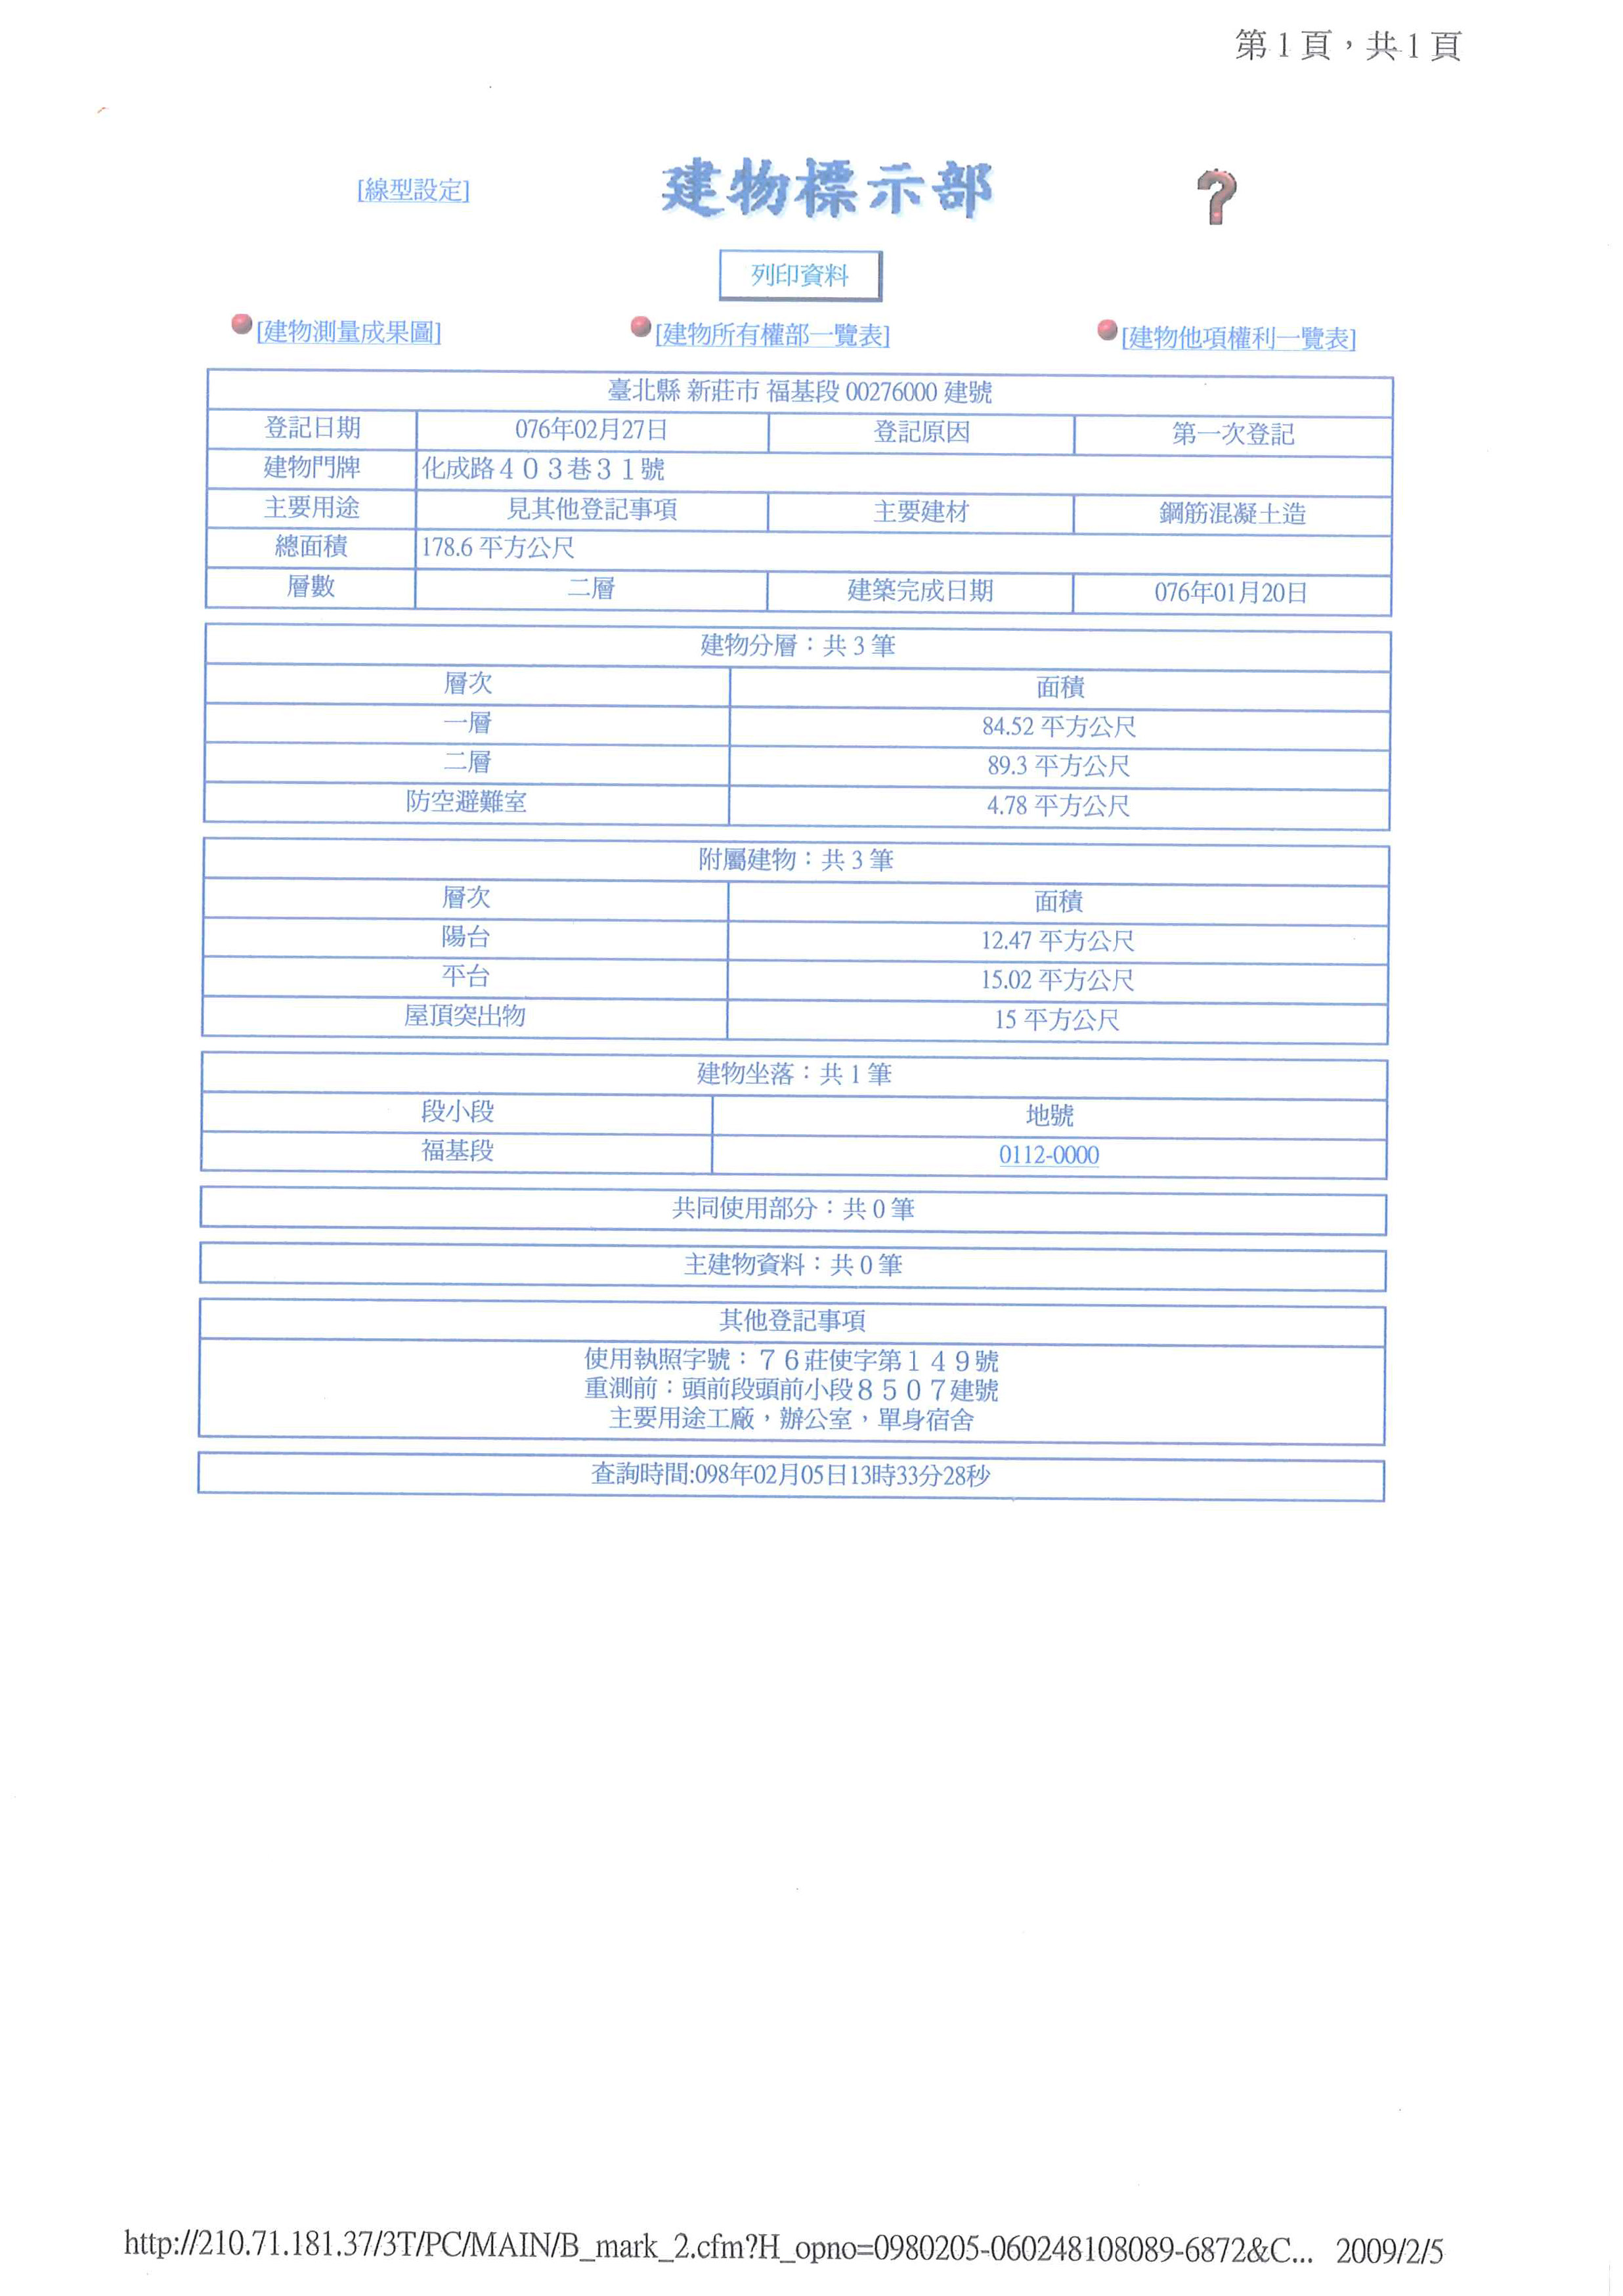 第1頁，共1頁
[線型設定]
建物標示部
?
列印資料
[建物測量成果圖] [建物所有權部一覽表] [建物他項權利一覽表]
臺北縣 新莊市 福基段 00276000 建號
登記日期 076年02月27日 登記原因 第一次登記
建物門牌 化成路４０３巷３１號
主要用途 見其他登記事項 主要建材 鋼筋混凝土造
總面積 178.6 平方公尺
層數 二層 建築完成日期 076年01月20日
建物分層：共 3 筆
層次 面積
一層 84.52 平方公尺
二層 89.3 平方公尺
防空避難室 4.78 平方公尺
附屬建物：共 3 筆
層次 面積
陽台 12.47 平方公尺
平台 15.02 平方公尺
屋頂突出物 15 平方公尺
建物坐落：共 1 筆
段小段 地號
福基段 0112-0000
共同使用部分：共 0 筆
主建物資料：共 0 筆
其他登記事項
使用執照字號：７６莊使字第１４９號
重測前：頭前段頭前小段８５０７建號
主要用途工廠，辦公室，單身宿舍
查詢時間:098年02月05日13時33分28秒
http://210.71.181.37/3T/PC/MAIN/B_mark_2.cfm?H_opno=0980205-060248108089-6872&C... 2009/2/5